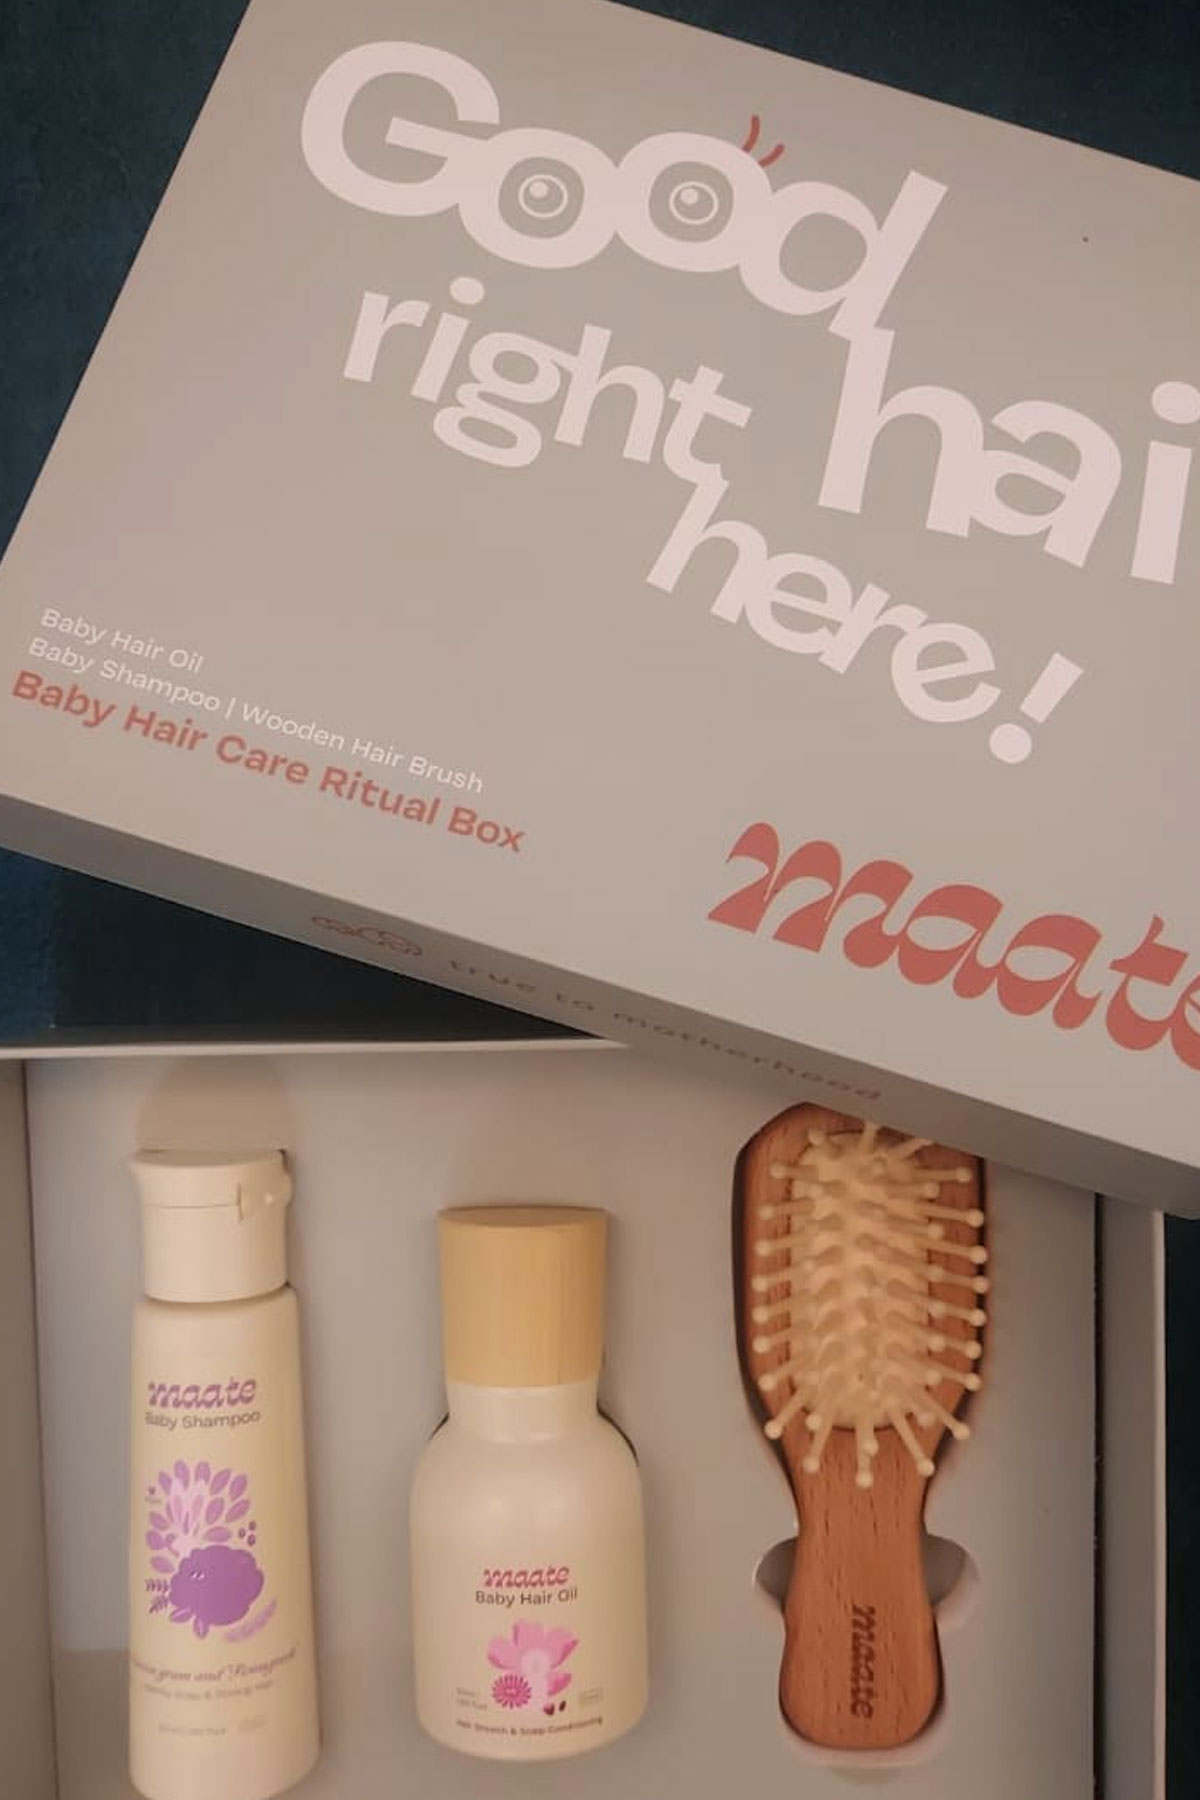 Good hai
right
here!
Baby Hair Oil
Baby Shampoo | Wooden Hair Brush
Baby Hair Care Ritual Box
maate
true to motherhood
maate
Baby Shampoo
maate
Baby Hair Oil
Hair Growth & Scalp Conditioning
maate